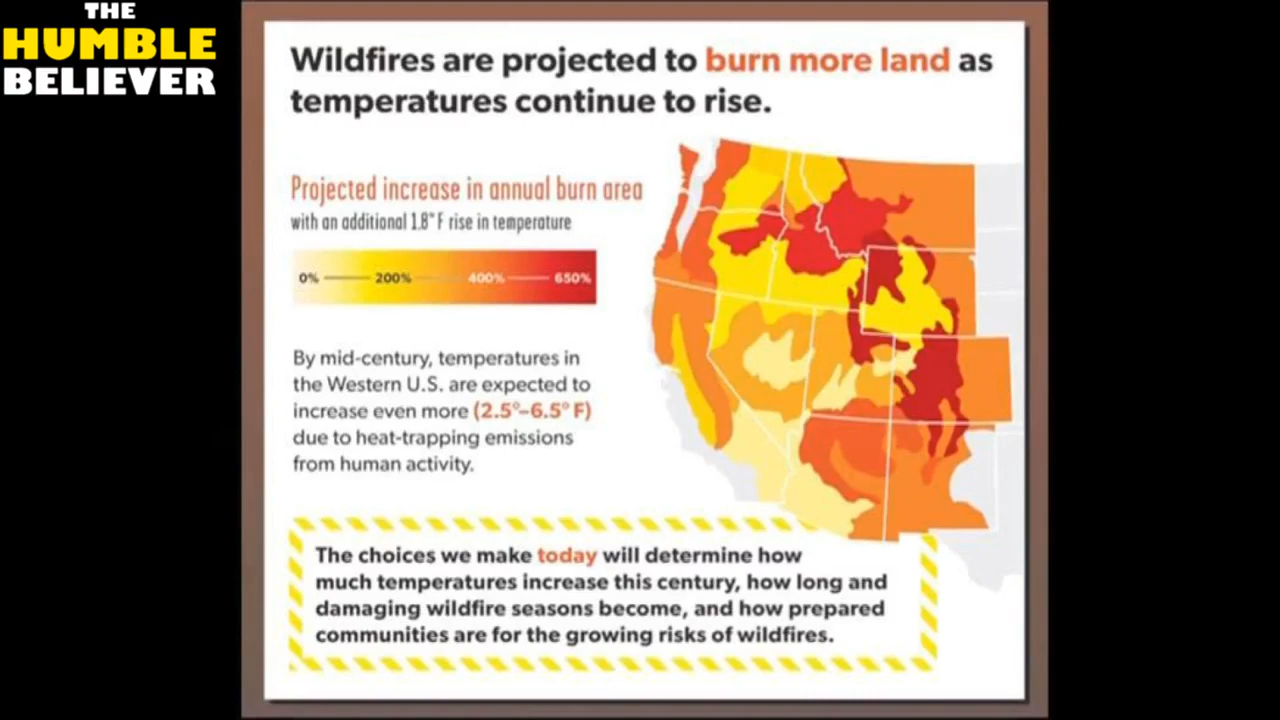 THE
HUMBLE
BELIEVER
Wildfires are projected to burn more land as
temperatures continue to rise.
Projected increase in annual burn area
with an additional 1.8° F rise in temperature
0% 200% 400% 650%
By mid-century, temperatures in
the Western U.S. are expected to
increase even more (2.5°–6.5° F)
due to heat-trapping emissions
from human activity.
The choices we make today will determine how
much temperatures increase this century, how long and
damaging wildfire seasons become, and how prepared
communities are for the growing risks of wildfires.